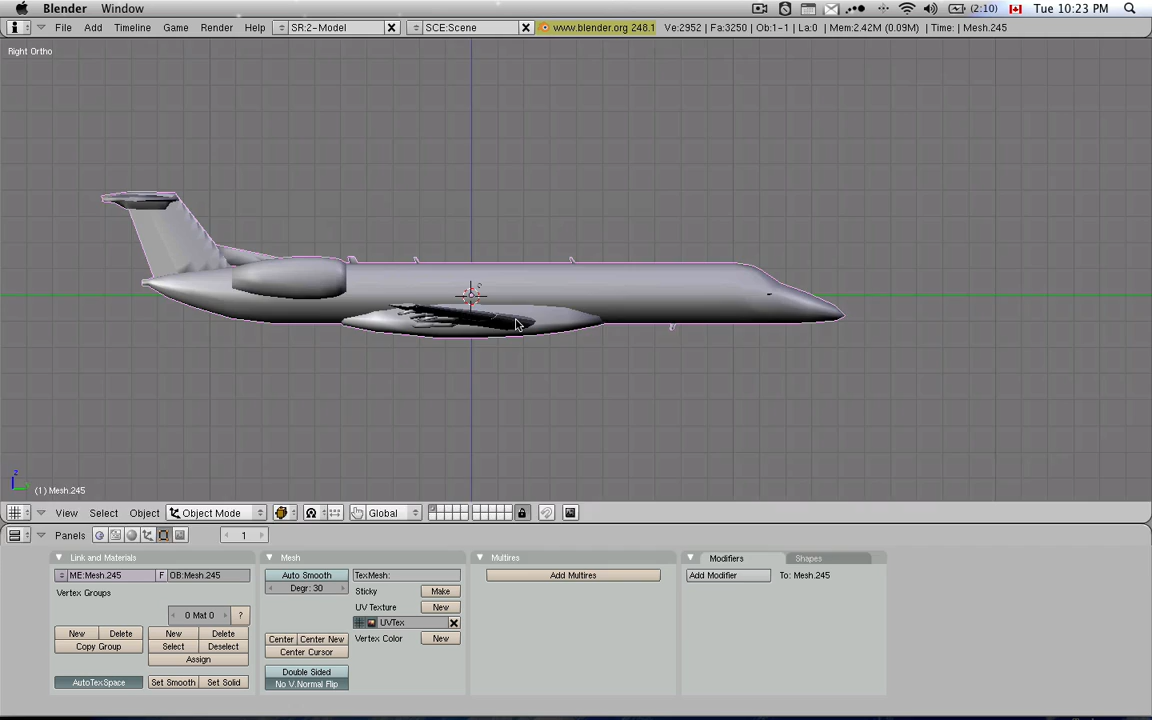 Blender Window (2:10) Tue 10:23 PM
File Add Timeline Game Render Help SR:2-Model SCE:Scene www.blender.org 248.1 Ve:2952 | Fa:3250 | Ob:1-1 | La:0 | Mem:2.42M (0.09M) | Time: | Mesh.245
Right Ortho
z
(1) Mesh.245
View Select Object Object Mode Global
Panels 1
Link and Materials Mesh Multires Modifiers Shapes
ME:Mesh.245 F OB:Mesh.245 Auto Smooth TexMesh: Add Multires Add Modifier To: Mesh.245
Degr: 30 Sticky Make
Vertex Groups
UV Texture New
0 Mat 0 ? UVTex
New Delete New Delete Center Center New Vertex Color New
Copy Group Select Deselect Center Cursor
Assign
Double Sided
AutoTexSpace Set Smooth Set Solid No V.Normal Flip